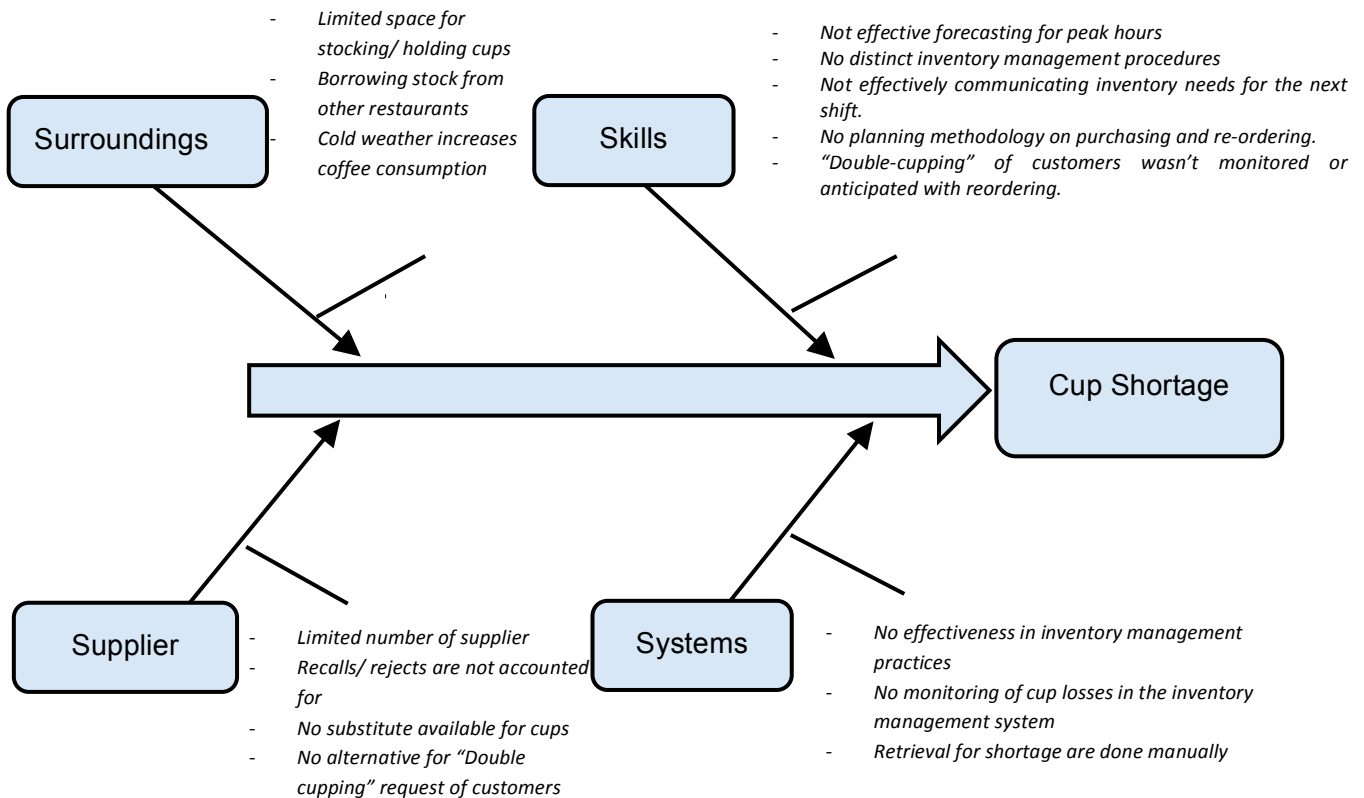 - Limited space for
stocking/ holding cups
- Borrowing stock from
other restaurants
- Cold weather increases
coffee consumption
Surroundings
- Not effective forecasting for peak hours
- No distinct inventory management procedures
- Not effectively communicating inventory needs for the next
shift.
- No planning methodology on purchasing and re-ordering.
- “Double-cupping” of customers wasn’t monitored or
anticipated with reordering.
Skills
Cup Shortage
Supplier
- Limited number of supplier
- Recalls/ rejects are not accounted
for
- No substitute available for cups
- No alternative for “Double
cupping” request of customers
Systems
- No effectiveness in inventory management
practices
- No monitoring of cup losses in the inventory
management system
- Retrieval for shortage are done manually